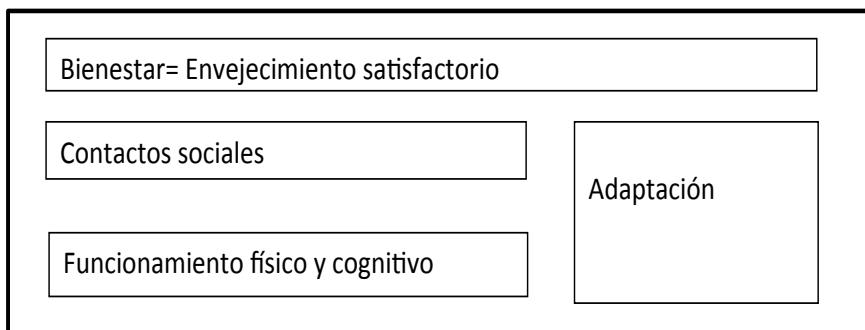 Bienestar= Envejecimiento satisfactorio
Contactos sociales
Adaptación
Funcionamiento físico y cognitivo